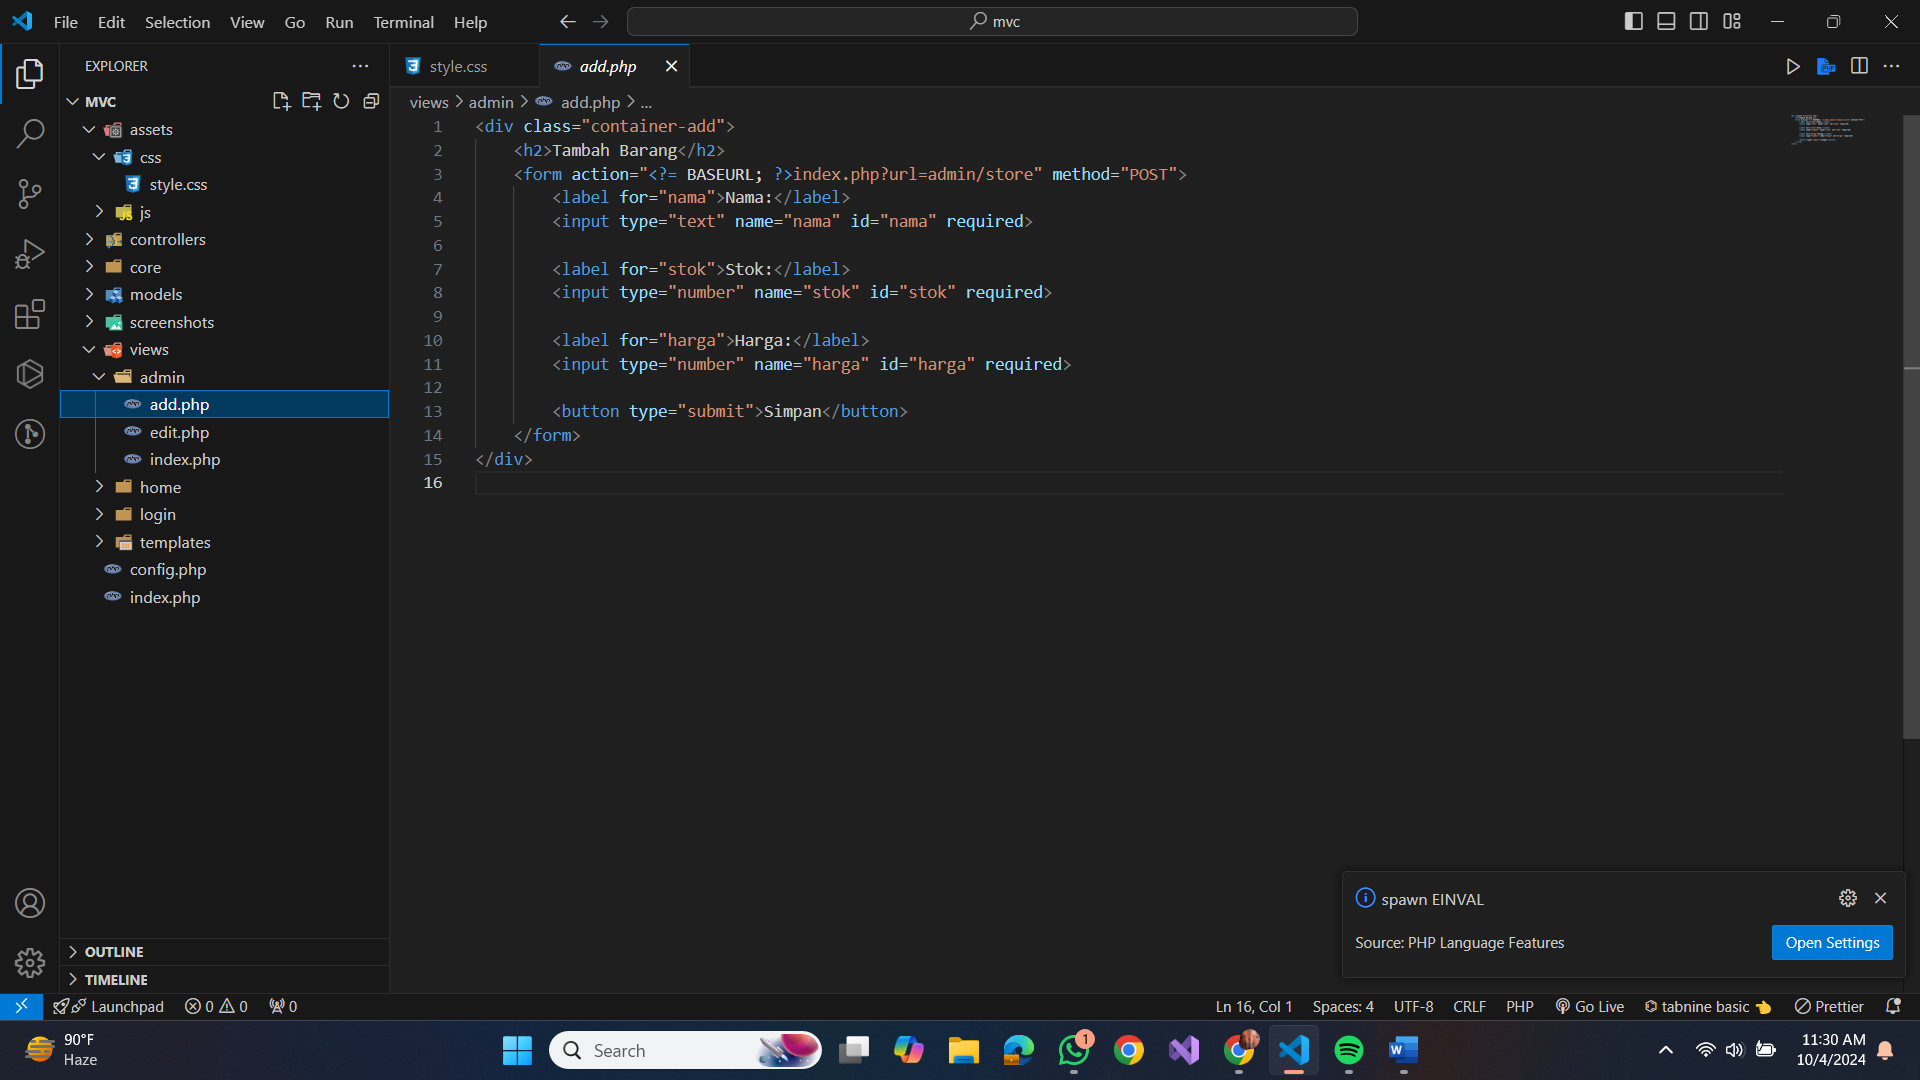 File Edit Selection View Go Run Terminal Help
mvc
EXPLORER
MVC
assets
css
style.css
js
controllers
core
models
screenshots
views
admin
add.php
edit.php
index.php
home
login
templates
config.php
index.php
OUTLINE
TIMELINE
style.css
add.php
views > admin > add.php > ...
1 <div class="container-add">
2 <h2>Tambah Barang</h2>
3 <form action="<?= BASEURL; ?>index.php?url=admin/store" method="POST">
4 <label for="nama">Nama:</label>
5 <input type="text" name="nama" id="nama" required>
6
7 <label for="stok">Stok:</label>
8 <input type="number" name="stok" id="stok" required>
9
10 <label for="harga">Harga:</label>
11 <input type="number" name="harga" id="harga" required>
12
13 <button type="submit">Simpan</button>
14 </form>
15 </div>
16
spawn EINVAL
Source: PHP Language Features
Open Settings
Launchpad 0 0 0
Ln 16, Col 1 Spaces: 4 UTF-8 CRLF PHP Go Live tabnine basic Prettier
90°F
Haze
Search
1
11:30 AM
10/4/2024